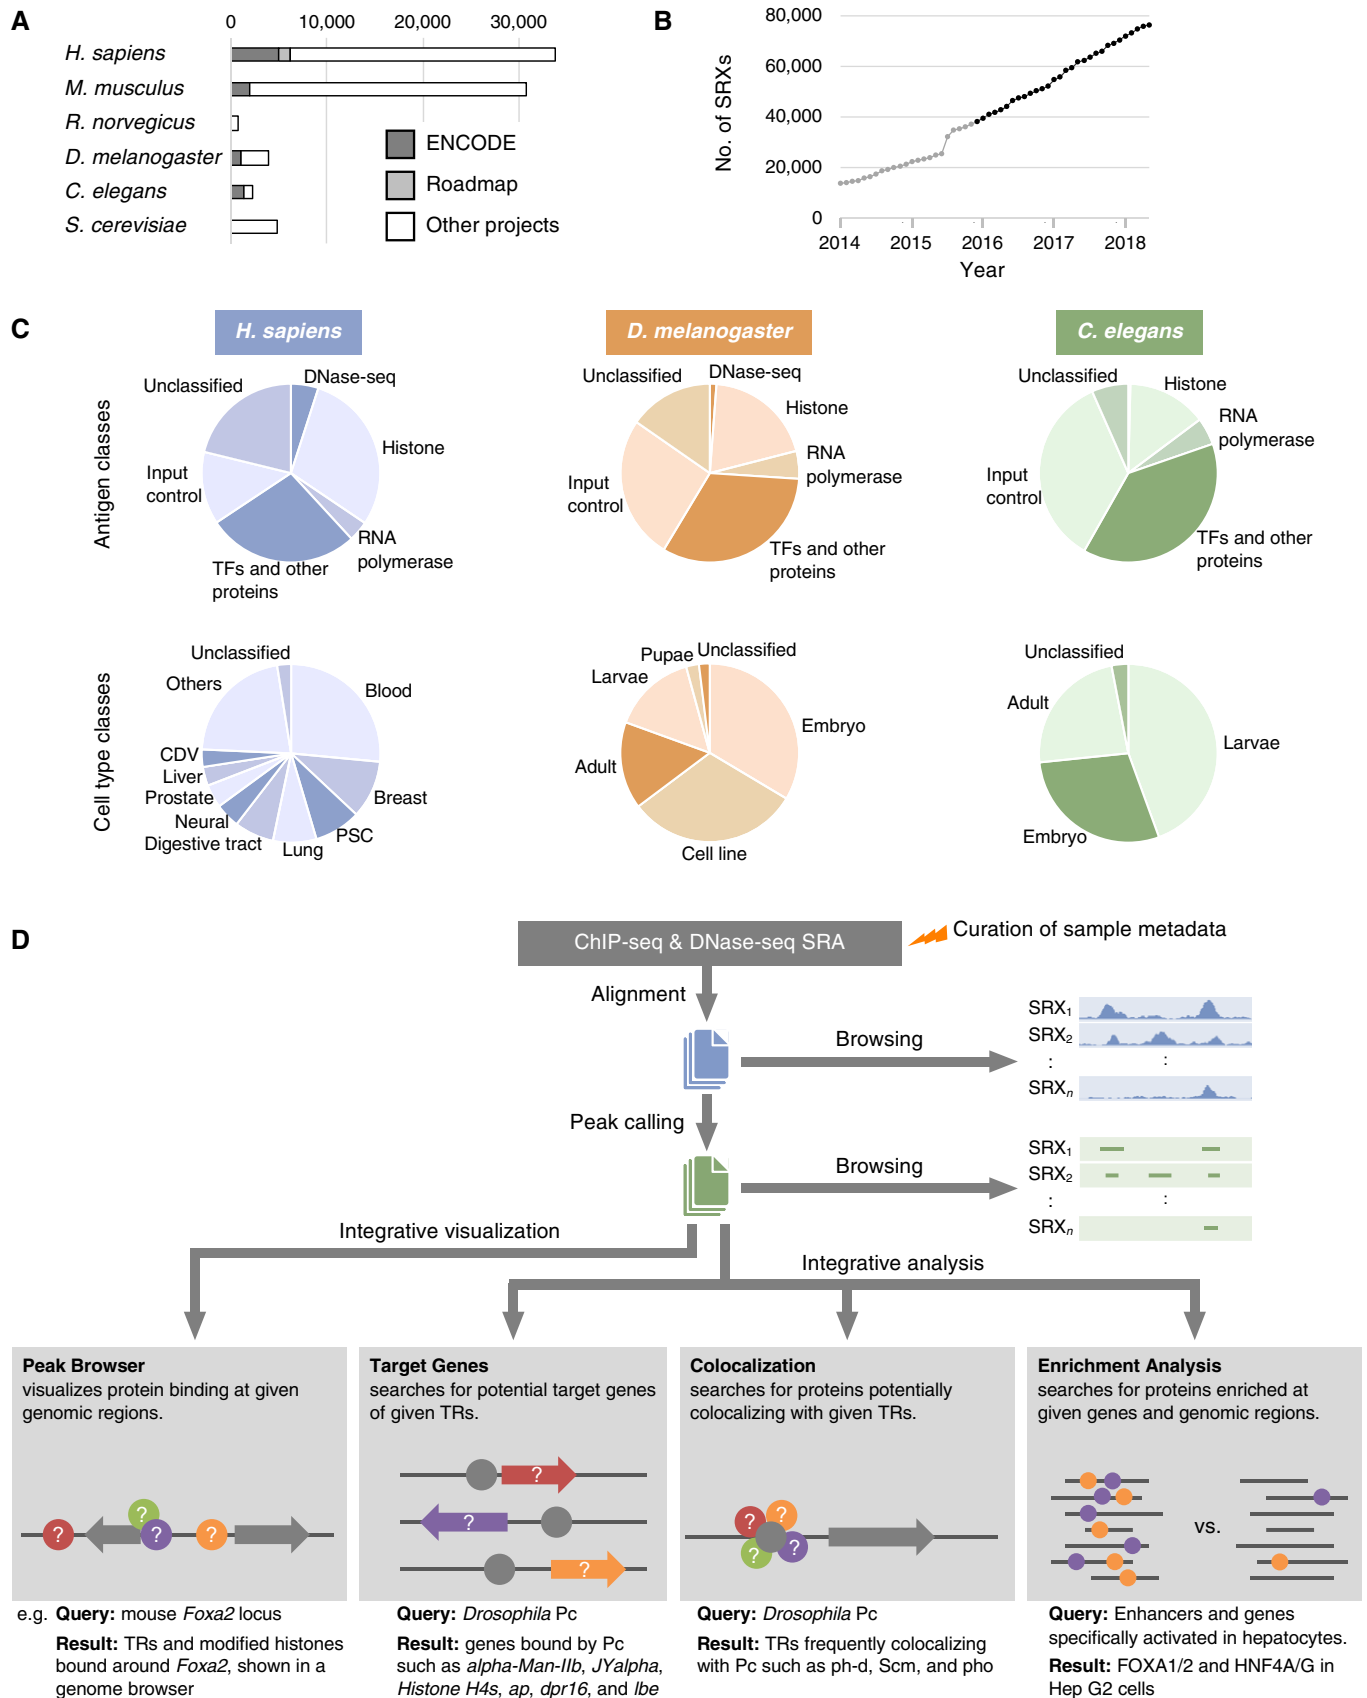 A
0 10,000 20,000 30,000
H. sapiens
M. musculus
R. norvegicus
D. melanogaster
C. elegans
S. cerevisiae
ENCODE
Roadmap
Other projects
B
80,000
60,000
40,000
20,000
0
No. of SRXs
2014 2015 2016 2017 2018
Year
C
H. sapiens
D. melanogaster
C. elegans
Antigen classes
Unclassified
DNase-seq
Histone
Input
control
RNA
polymerase
TFs and other
proteins
Unclassified
DNase-seq
Histone
RNA
polymerase
Input
control
TFs and other
proteins
Unclassified
Histone
RNA
polymerase
Input
control
TFs and other
proteins
Cell type classes
Unclassified
Others
Blood
CDV
Liver
Prostate
Neural
Digestive tract
Lung
PSC
Breast
Pupae
Unclassified
Larvae
Embryo
Adult
Cell line
Unclassified
Adult
Larvae
Embryo
D
ChIP-seq & DNase-seq SRA
Curation of sample metadata
Alignment
Browsing
SRX1
SRX2
:
:
SRXn
Peak calling
Browsing
SRX1
SRX2
:
:
SRXn
Integrative visualization
Integrative analysis
Peak Browser
visualizes protein binding at given
genomic regions.
? ? ? ?
e.g. Query: mouse Foxa2 locus
Result: TRs and modified histones
bound around Foxa2, shown in a
genome browser
Target Genes
searches for potential target genes
of given TRs.
?
?
?
Query: Drosophila Pc
Result: genes bound by Pc
such as alpha-Man-IIb, JYalpha,
Histone H4s, ap, dpr16, and lbe
Colocalization
searches for proteins potentially
colocalizing with given TRs.
? ?
? ?
Query: Drosophila Pc
Result: TRs frequently colocalizing
with Pc such as ph-d, Scm, and pho
Enrichment Analysis
searches for proteins enriched at
given genes and genomic regions.
vs.
Query: Enhancers and genes
specifically activated in hepatocytes.
Result: FOXA1/2 and HNF4A/G in
Hep G2 cells